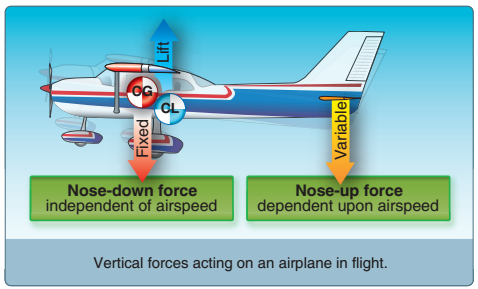 Lift
CG
CL
Fixed
Variable
Nose-down force
independent of airspeed
Nose-up force
dependent upon airspeed
Vertical forces acting on an airplane in flight.